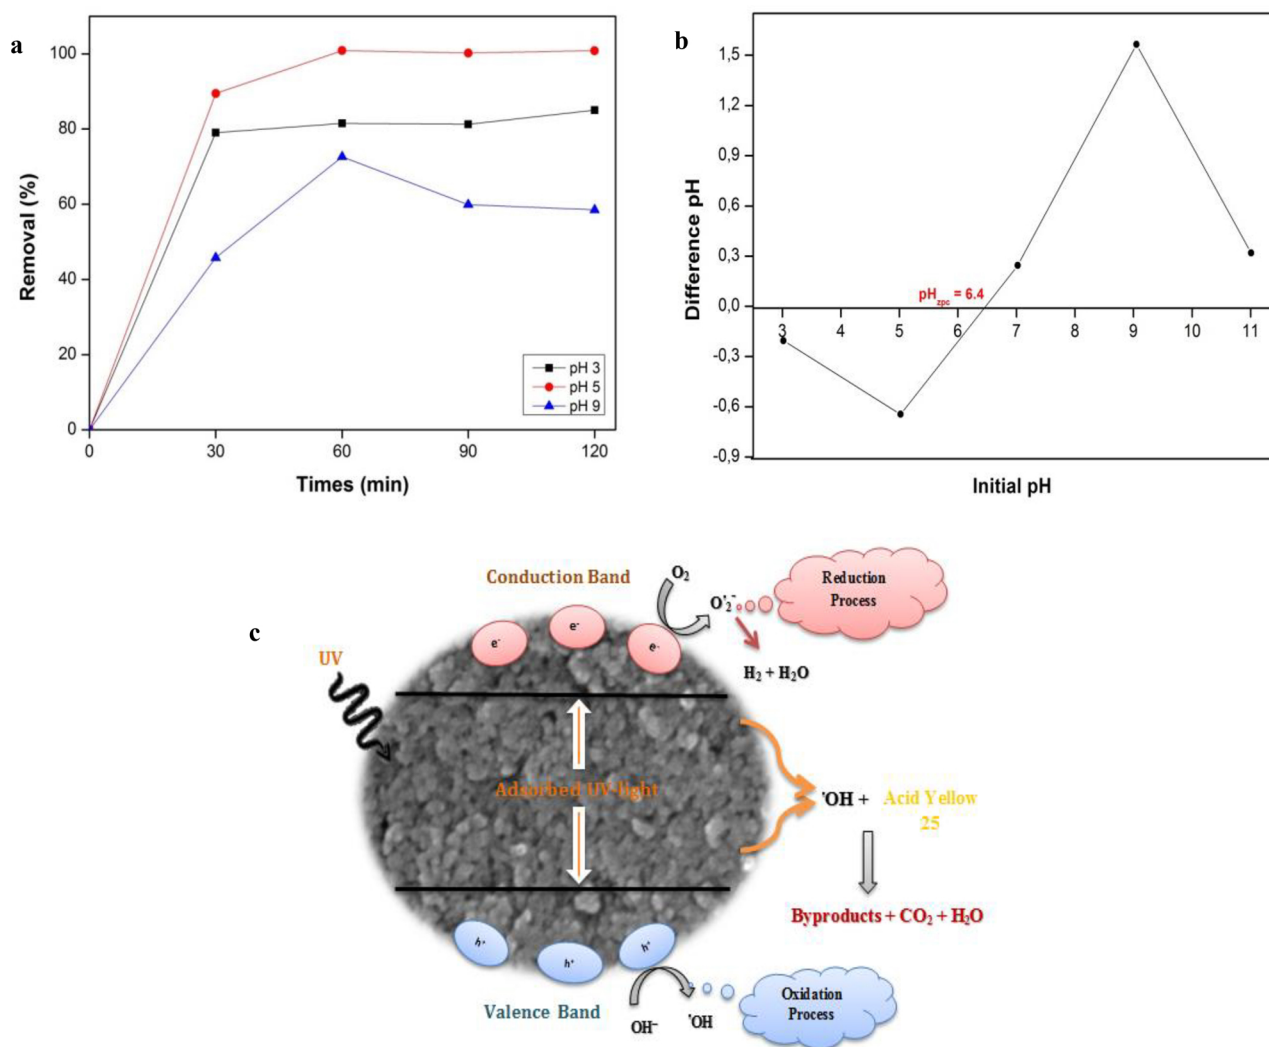 a
100
80
60
40
20
0
Removal (%)
0 30 60 90 120
Times (min)
pH 3
pH 5
pH 9
b
1,5
1,2
0,9
0,6
0,3
0,0
-0,3
-0,6
-0,9
Difference pH
pHzpc = 6.4
3 4 5 6 7 8 9 10 11
Initial pH
c
Conduction Band
O2
O˙2-
Reduction
Process
e- e- e-
UV
H2 + H2O
Adsorbed UV-light
˙OH + Acid Yellow
25
Byproducts + CO2 + H2O
h+ h+ h+
Valence Band
OH–
˙OH
Oxidation
Process